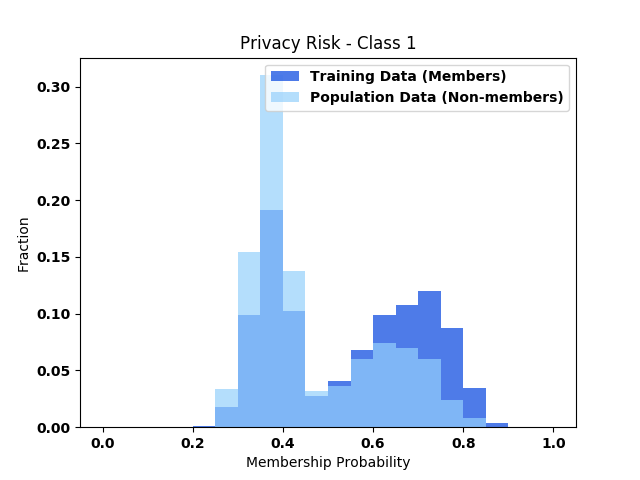 Privacy Risk - Class 1
Training Data (Members)
Population Data (Non-members)
0.30
0.25
0.20
0.15
0.10
0.05
0.00
Fraction
0.0 0.2 0.4 0.6 0.8 1.0
Membership Probability